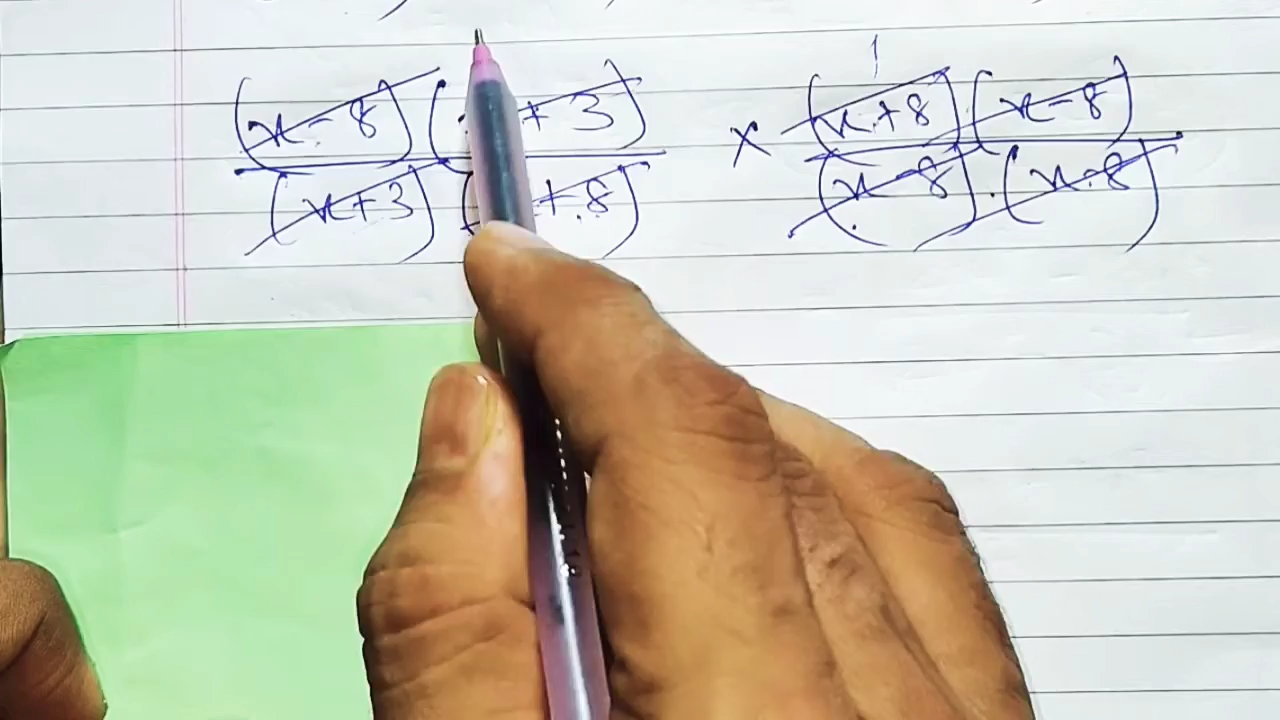 1
(x-8) ( + 3) × (x+8) (x-8)
(x+3) ( + 8) (x-8) . (x-8)